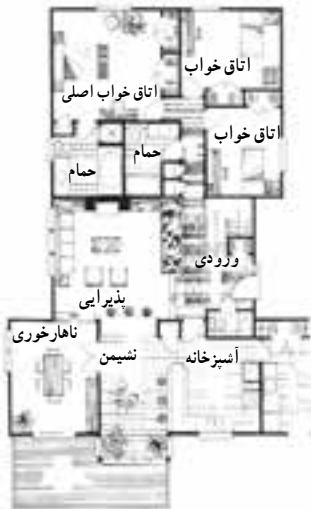 اتاق خواب
اتاق خواب اصلی
اتاق خواب
حمام
حمام
ورودی
پذیرایی
ناهارخوری
نشیمن
آشپزخانه